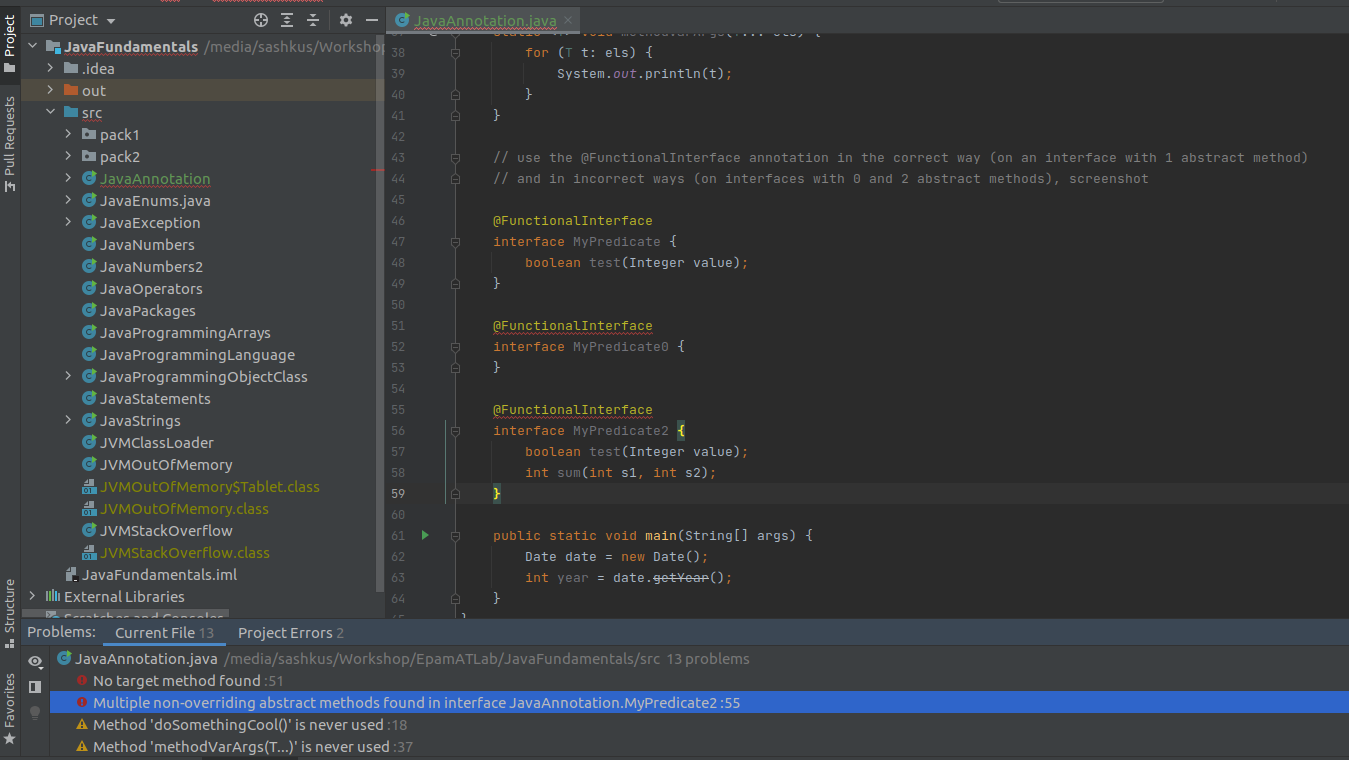 Project
JavaAnnotation.java
JavaFundamentals /media/sashkus/Workshop
.idea
out
src
pack1
pack2
JavaAnnotation
JavaEnums.java
JavaException
JavaNumbers
JavaNumbers2
JavaOperators
JavaPackages
JavaProgrammingArrays
JavaProgrammingLanguage
JavaProgrammingObjectClass
JavaStatements
JavaStrings
JVMClassLoader
JVMOutOfMemory
JVMOutOfMemory$Tablet.class
JVMOutOfMemory.class
JVMStackOverflow
JVMStackOverflow.class
JavaFundamentals.iml
External Libraries
Scratches and Consoles
Project
Pull Requests
Structure
Favorites
37 static <T> void methodVarArgs(T... els) {
38 for (T t: els) {
39 System.out.println(t);
40 }
41 }
42
43 // use the @FunctionalInterface annotation in the correct way (on an interface with 1 abstract method)
44 // and in incorrect ways (on interfaces with 0 and 2 abstract methods), screenshot
45
46 @FunctionalInterface
47 interface MyPredicate {
48 boolean test(Integer value);
49 }
50
51 @FunctionalInterface
52 interface MyPredicate0 {
53 }
54
55 @FunctionalInterface
56 interface MyPredicate2 {
57 boolean test(Integer value);
58 int sum(int s1, int s2);
59 }
60
61 public static void main(String[] args) {
62 Date date = new Date();
63 int year = date.getYear();
64 }
65 }
Problems: Current File 13 Project Errors 2
JavaAnnotation.java /media/sashkus/Workshop/EpamATLab/JavaFundamentals/src 13 problems
No target method found :51
Multiple non-overriding abstract methods found in interface JavaAnnotation.MyPredicate2 :55
Method 'doSomethingCool()' is never used :18
Method 'methodVarArgs(T...)' is never used :37